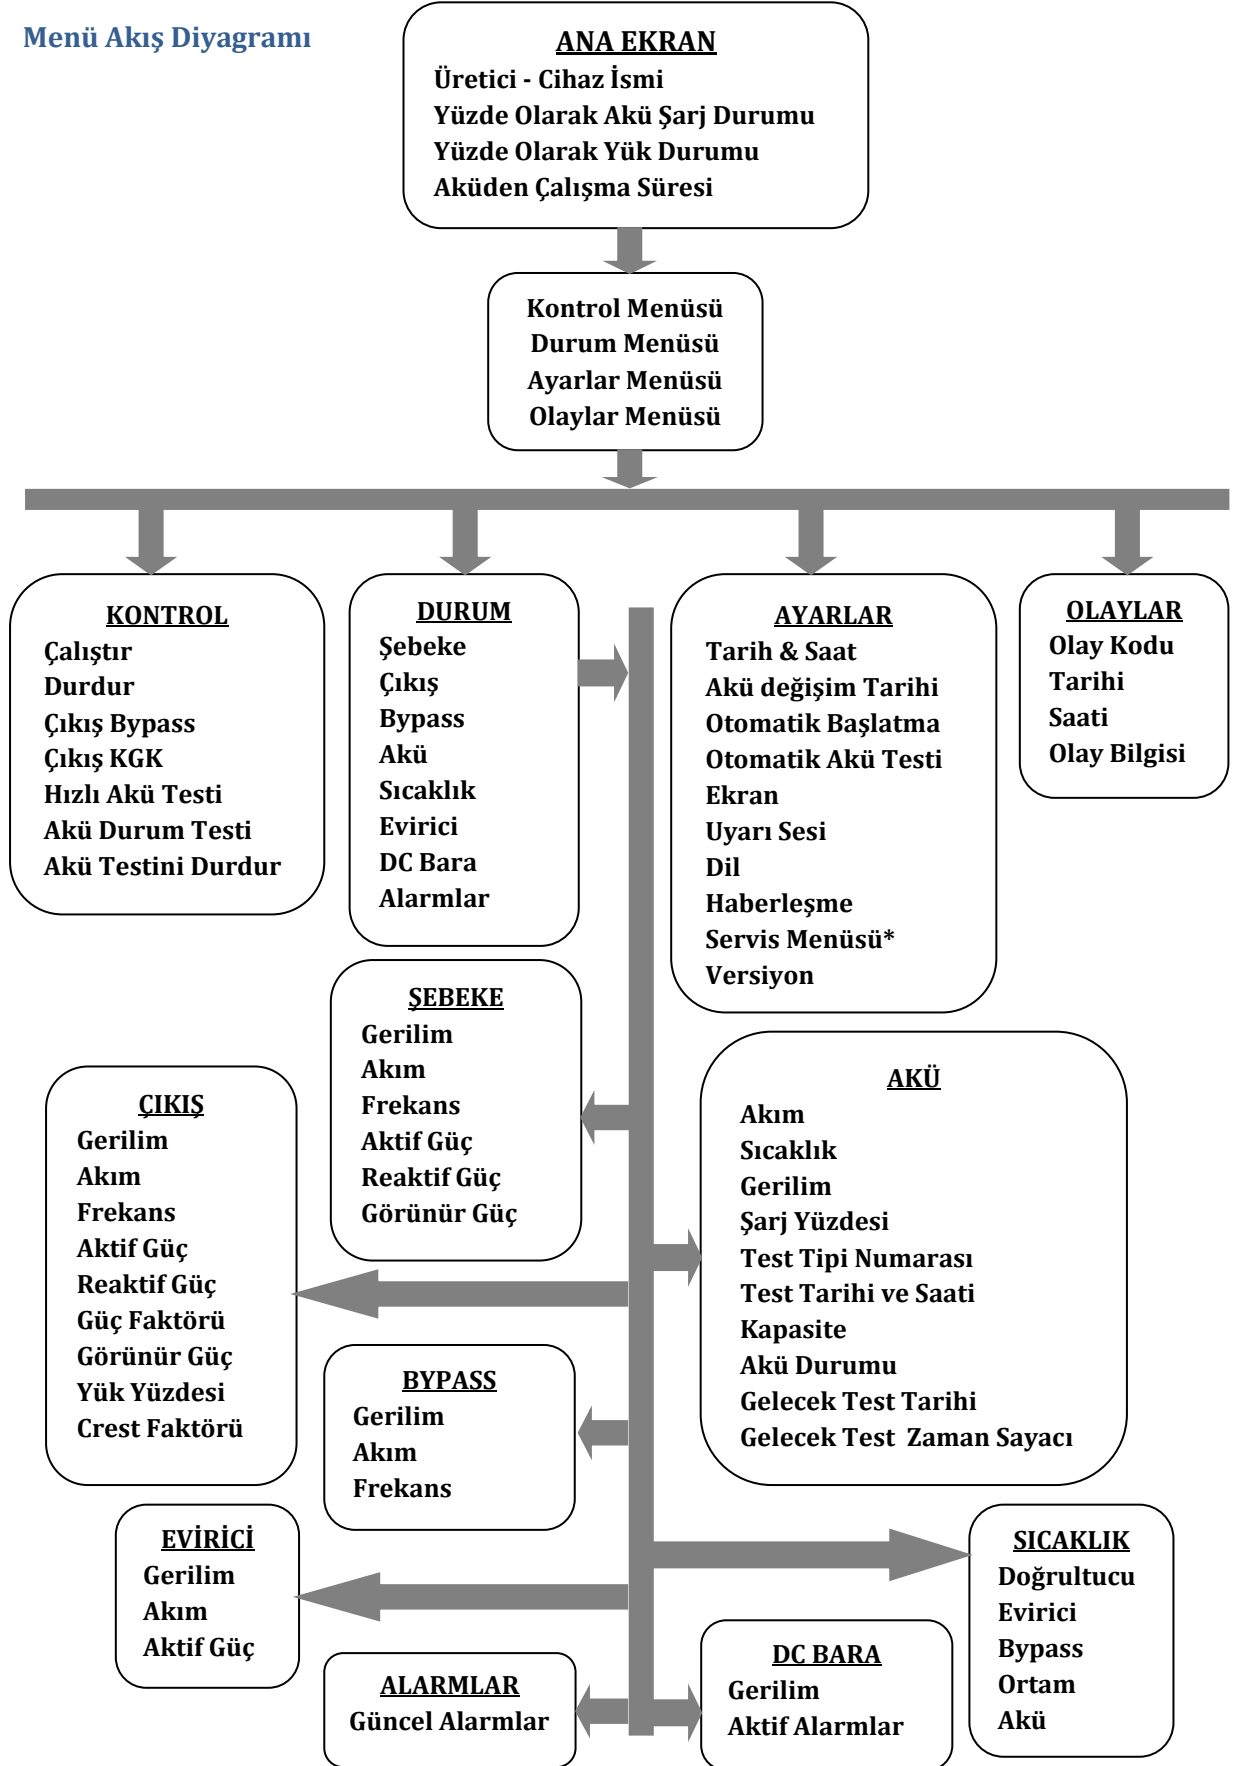 Menü Akış Diyagramı
ANA EKRAN
Üretici - Cihaz İsmi
Yüzde Olarak Akü Şarj Durumu
Yüzde Olarak Yük Durumu
Aküden Çalışma Süresi
Kontrol Menüsü
Durum Menüsü
Ayarlar Menüsü
Olaylar Menüsü
KONTROL
Çalıştır
Durdur
Çıkış Bypass
Çıkış KGK
Hızlı Akü Testi
Akü Durum Testi
Akü Testini Durdur
DURUM
Şebeke
Çıkış
Bypass
Akü
Sıcaklık
Evirici
DC Bara
Alarmlar
AYARLAR
Tarih & Saat
Akü değişim Tarihi
Otomatik Başlatma
Otomatik Akü Testi
Ekran
Uyarı Sesi
Dil
Haberleşme
Servis Menüsü*
Versiyon
OLAYLAR
Olay Kodu
Tarihi
Saati
Olay Bilgisi
ŞEBEKE
Gerilim
Akım
Frekans
Aktif Güç
Reaktif Güç
Görünür Güç
ÇIKIŞ
Gerilim
Akım
Frekans
Aktif Güç
Reaktif Güç
Güç Faktörü
Görünür Güç
Yük Yüzdesi
Crest Faktörü
AKÜ
Akım
Sıcaklık
Gerilim
Şarj Yüzdesi
Test Tipi Numarası
Test Tarihi ve Saati
Kapasite
Akü Durumu
Gelecek Test Tarihi
Gelecek Test Zaman Sayacı
BYPASS
Gerilim
Akım
Frekans
EVİRİCİ
Gerilim
Akım
Aktif Güç
SICAKLIK
Doğrultucu
Evirici
Bypass
Ortam
Akü
ALARMLAR
Güncel Alarmlar
DC BARA
Gerilim
Aktif Alarmlar